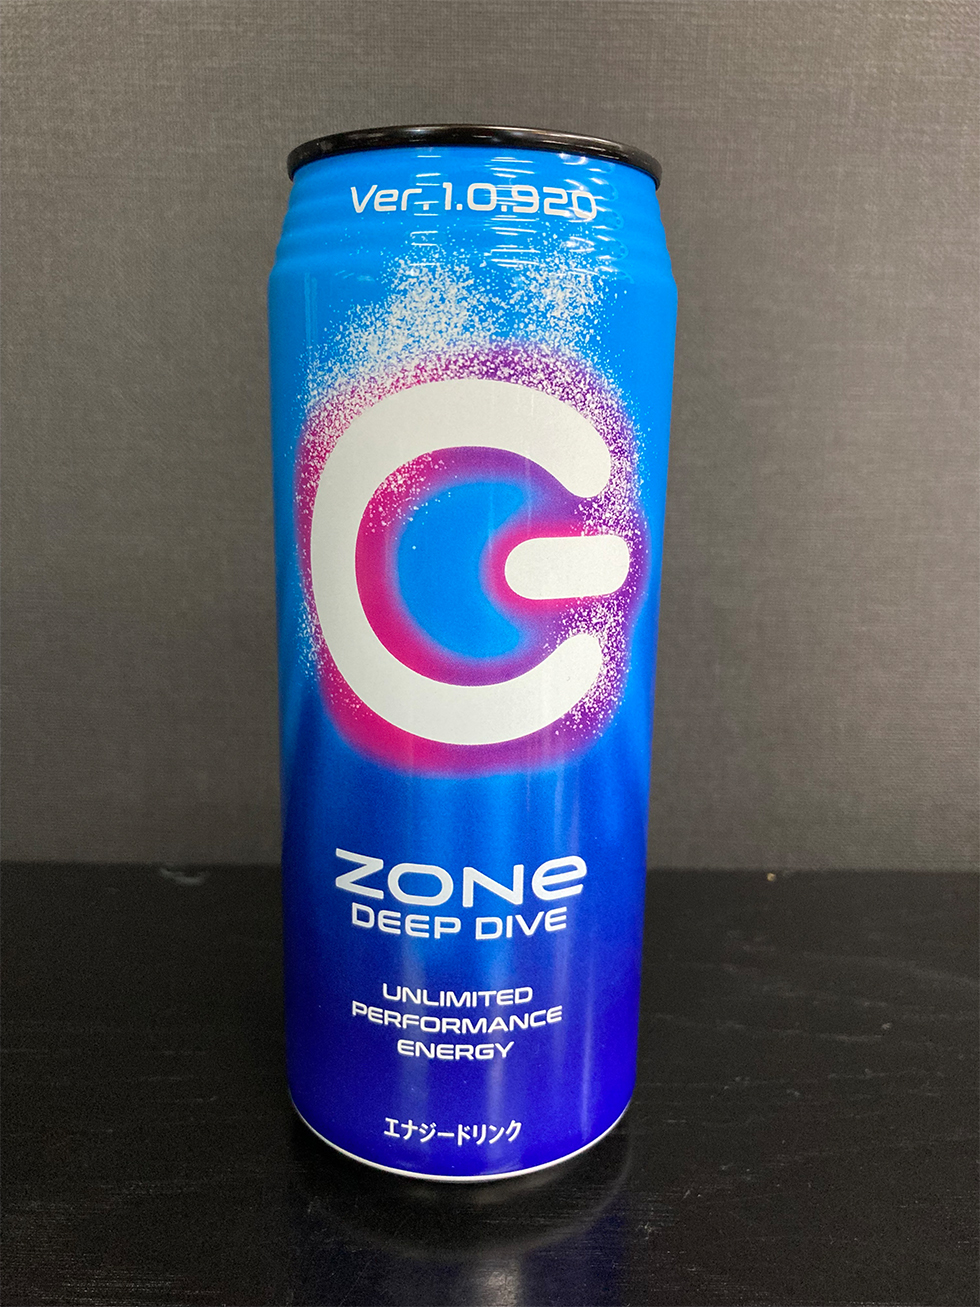 Ver. 1.0.920
ZONe
DEEP DIVE
UNLIMITED
PERFORMANCE
ENERGY
エナジードリンク